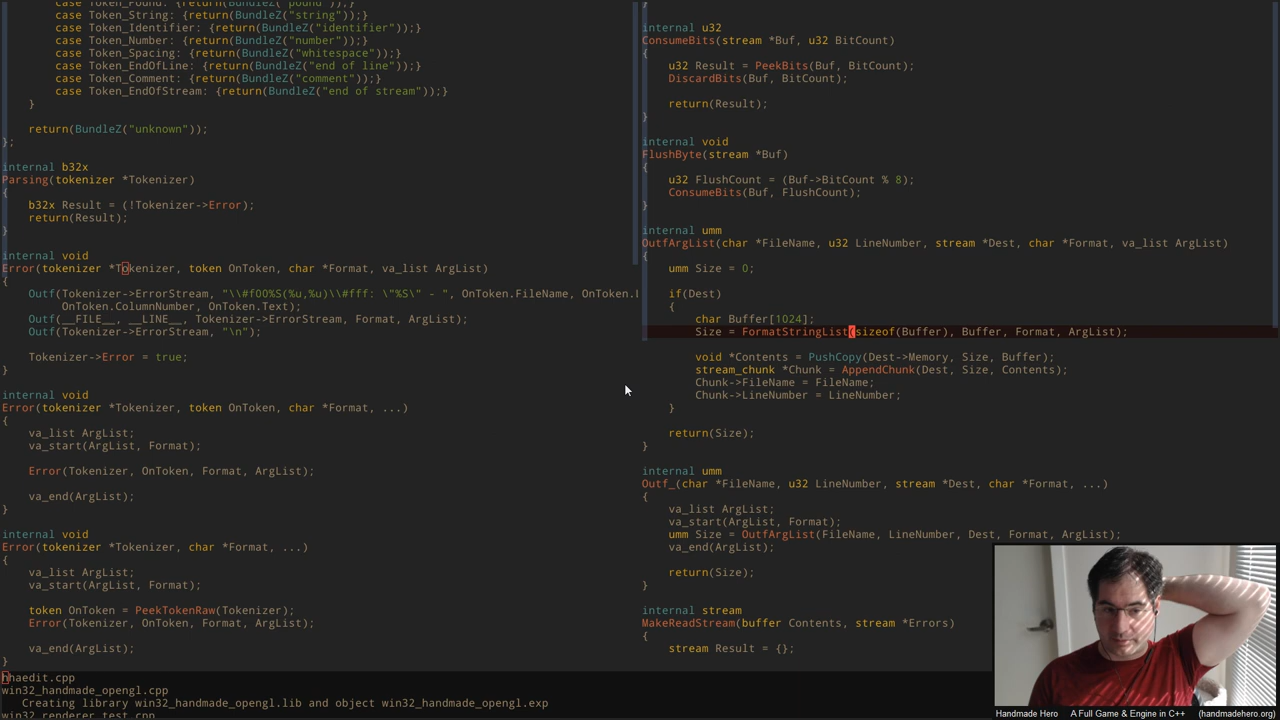 case Token_Pound: {return(BundleZ("pound"));}
case Token_String: {return(BundleZ("string");}
case Token_Identifier: {return(BundleZ("identifier");}
case Token_Number: {return(BundleZ("number");}
case Token_Spacing: {return(BundleZ("whitespace");}
case Token_EndOfLine: {return(BundleZ("end of line");}
case Token_Comment: {return(BundleZ("comment");}
case Token_EndOfStream: {return(BundleZ("end of stream"));}
}
return(BundleZ("unknown"));
};
internal b32x
Parsing(tokenizer *Tokenizer)
{
b32x Result = (!Tokenizer->Error);
return(Result);
}
internal void
Error(tokenizer *Tokenizer, token OnToken, char *Format, va_list ArgList)
{
Outf(Tokenizer->ErrorStream, "\\#f00%S(%u,%u)\\#fff: \"%S\" - ", OnToken.FileName, OnToken.L
OnToken.ColumnNumber, OnToken.Text);
Outf(__FILE__, __LINE__, Tokenizer->ErrorStream, Format, ArgList);
Outf(Tokenizer->ErrorStream, "\n");
Tokenizer->Error = true;
}
internal void
Error(tokenizer *Tokenizer, token OnToken, char *Format, ...)
{
va_list ArgList;
va_start(ArgList, Format);
Error(Tokenizer, OnToken, Format, ArgList);
va_end(ArgList);
}
internal void
Error(tokenizer *Tokenizer, char *Format, ...)
{
va_list ArgList;
va_start(ArgList, Format);
token OnToken = PeekTokenRaw(Tokenizer);
Error(Tokenizer, OnToken, Format, ArgList);
va_end(ArgList);
}
}
internal u32
ConsumeBits(stream *Buf, u32 BitCount)
{
u32 Result = PeekBits(Buf, BitCount);
DiscardBits(Buf, BitCount);
return(Result);
}
internal void
FlushByte(stream *Buf)
{
u32 FlushCount = (Buf->BitCount % 8);
ConsumeBits(Buf, FlushCount);
}
internal umm
OutfArgList(char *FileName, u32 LineNumber, stream *Dest, char *Format, va_list ArgList)
{
umm Size = 0;
if(Dest)
{
char Buffer[1024];
Size = FormatStringList(sizeof(Buffer), Buffer, Format, ArgList);
void *Contents = PushCopy(Dest->Memory, Size, Buffer);
stream_chunk *Chunk = AppendChunk(Dest, Size, Contents);
Chunk->FileName = FileName;
Chunk->LineNumber = LineNumber;
}
return(Size);
}
internal umm
Outf_(char *FileName, u32 LineNumber, stream *Dest, char *Format, ...)
{
va_list ArgList;
va_start(ArgList, Format);
umm Size = OutfArgList(FileName, LineNumber, Dest, Format, ArgList);
va_end(ArgList);
return(Size);
}
internal stream
MakeReadStream(buffer Contents, stream *Errors)
{
stream Result = {};
hhaedit.cpp
win32_handmade_opengl.cpp
Creating library win32_handmade_opengl.lib and object win32_handmade_opengl.exp
win32_renderer_test.cpp
Handmade Hero A Full Game & Engine in C++ (handmadehero.org)